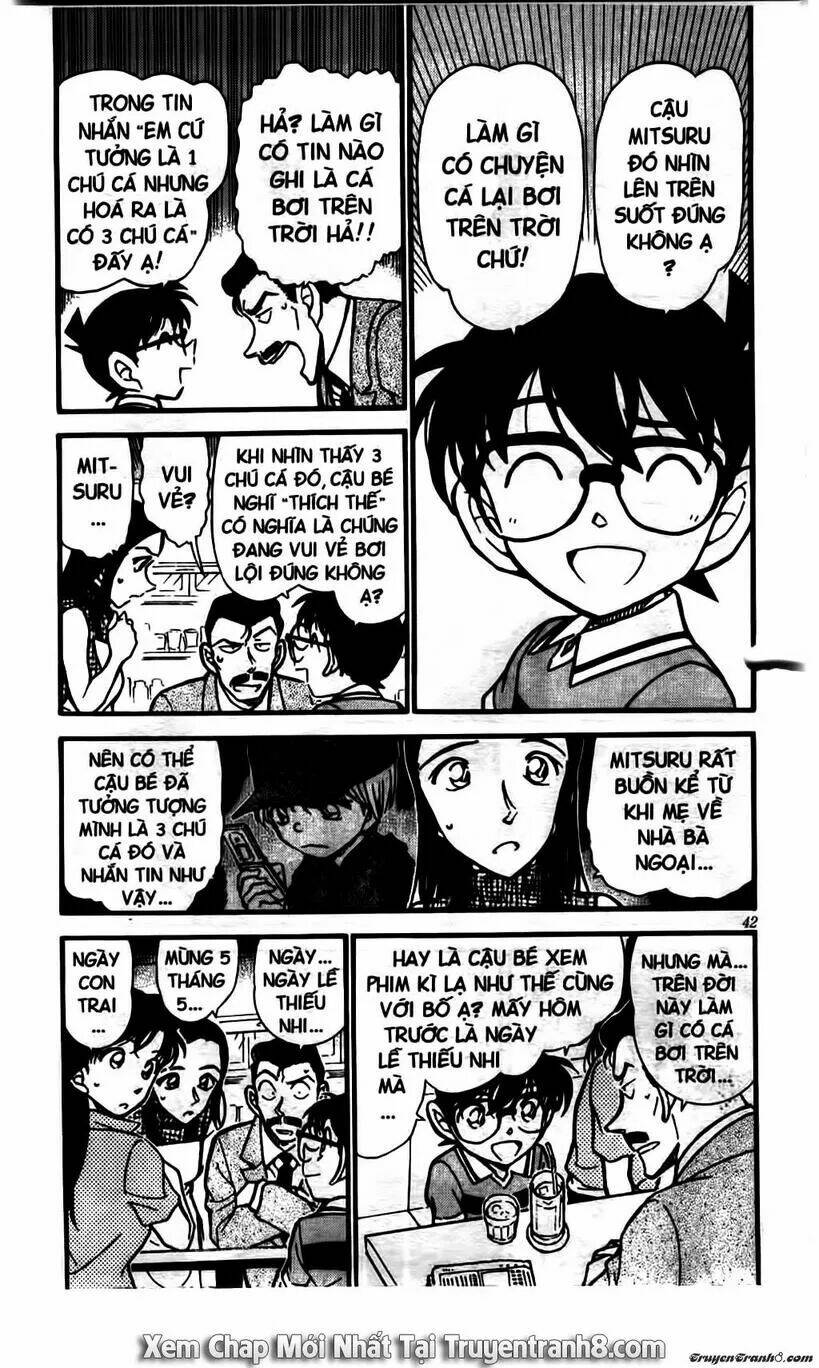 CẬU
MITSURU
ĐÓ NHÌN
LÊN TRÊN
SUỐT ĐÚNG
KHÔNG Ạ
?
LÀM GÌ
CÓ CHUYỆN
CÁ LẠI BƠI
TRÊN TRỜI
CHỨ!
HẢ? LÀM GÌ
CÓ TIN NÀO
GHI LÀ CÁ
BƠI TRÊN
TRỜI HẢ!!
TRONG TIN
NHẮN "EM CỨ
TƯỞNG LÀ 1
CHÚ CÁ NHƯNG
HOÁ RA LÀ
CÓ 3 CHÚ CÁ"
ĐẤY Ạ!
KHI NHÌN THẤY 3
CHÚ CÁ ĐÓ, CẬU BÉ
NGHĨ "THÍCH THẾ"
CÓ NGHĨA LÀ CHÚNG
ĐANG VUI VẺ BƠI
LỘI ĐÚNG KHÔNG
Ạ?
VUI
VẺ?
MIT-
SURU
...
MITSURU RẤT
BUỒN KỂ TỪ
KHI MẸ VỀ
NHÀ BÀ
NGOẠI...
NÊN CÓ THỂ
CẬU BÉ ĐÃ
TƯỞNG TƯỢNG
MÌNH LÀ 3 CHÚ
CÁ ĐÓ VÀ
NHẮN TIN NHƯ
VẬY...
42
NHƯNG MÀ...
TRÊN ĐỜI
NÀY LÀM
GÌ CÓ CÁ
BƠI TRÊN
TRỜI...
HAY LÀ CẬU BÉ XEM
PHIM KÌ LẠ NHƯ THẾ CÙNG
VỚI BỐ Ạ? MẤY HÔM
TRƯỚC LÀ NGÀY
LỄ THIẾU NHI
MÀ
...
NGÀY...
NGÀY LỄ
THIẾU
NHI...
MÙNG 5
THÁNG
5...
NGÀY
CON
TRAI
...
Xem Chap Mới Nhất Tại Truyentranh8.com
TruyenTranh8.com